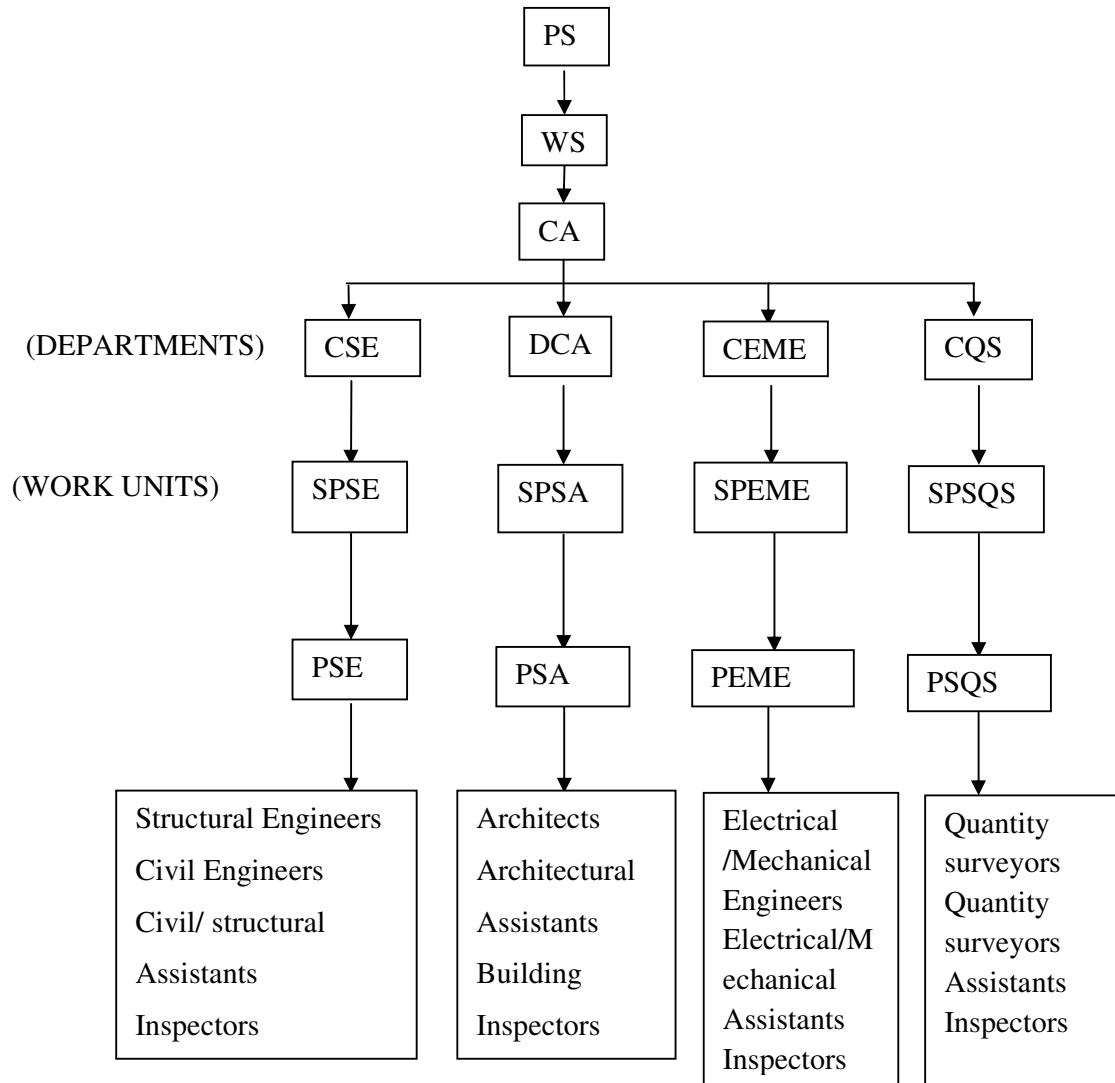 PS
WS
CA
(DEPARTMENTS)
CSE
DCA
CEME
CQS
(WORK UNITS)
SPSE
SPSA
SPEME
SPSQS
PSE
PSA
PEME
PSQS
Structural Engineers
Civil Engineers
Civil/ structural
Assistants
Inspectors
Architects
Architectural
Assistants
Building
Inspectors
Electrical
/Mechanical
Engineers
Electrical/M
echanical
Assistants
Inspectors
Quantity
surveyors
Quantity
surveyors
Assistants
Inspectors